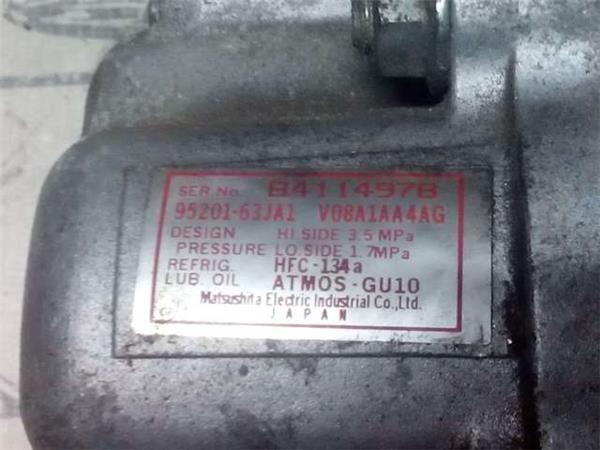 SER No. 8411497B
95201-63JA1 V08A1AA4AG
DESIGN HI.SIDE 3.5 MPa
PRESSURE LO.SIDE 1.7MPa
REFRIG. HFC-134a
LUB. OIL ATMOS-GU10
Matsushita Electric Industrial Co.,Ltd.
JAPAN